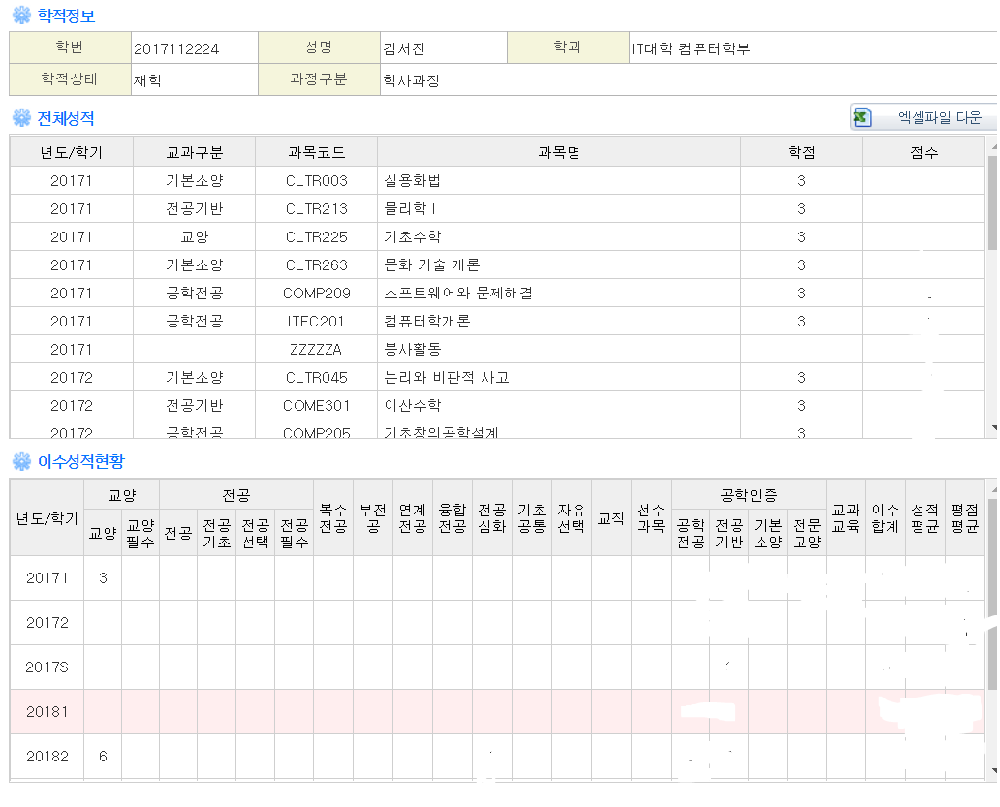 학적정보
학번 2017112224 성명 김서진 학과 IT대학 컴퓨터학부
학적상태 재학 과정구분 학사과정
전체성적 엑셀파일 다운
년도/학기 교과구분 과목코드 과목명 학점 점수
20171 기본소양 CLTR003 실용화법 3
20171 전공기반 CLTR213 물리학 I 3
20171 교양 CLTR225 기초수학 3
20171 기본소양 CLTR263 문화 기술 개론 3
20171 공학전공 COMP209 소프트웨어와 문제해결 3
20171 공학전공 ITEC201 컴퓨터학개론 3
20171 ZZZZZA 봉사활동
20172 기본소양 CLTR045 논리와 비판적 사고 3
20172 전공기반 COME301 이산수학 3
20172 공학전공 COMP205 기초창의공학설계 3
이수성적현황
년도/학기 교양 전공 복수전공 부전공 연계전공 융합전공 전공심화 기초공통 자유선택 교직 선수과목 공학인증 교과교육 이수합계 성적평균 평점평균
교양 교양필수 전공 전공기초 전공선택 전공필수 공학전공 전공기반 기본소양 전문교양
20171 3
20172
2017S
20181
20182 6